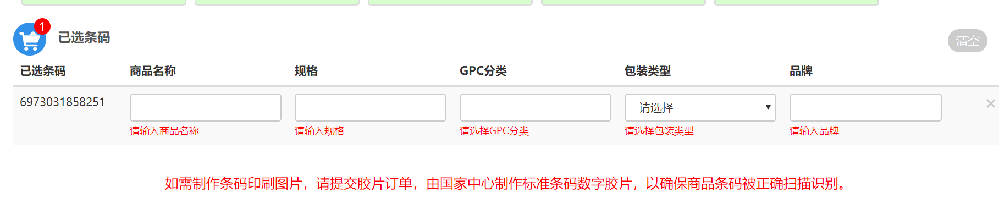 1
已选条码
清空
已选条码 商品名称 规格 GPC分类 包装类型 品牌
6973031858251 请选择 ×
请输入商品名称 请输入规格 请选择GPC分类 请选择包装类型 请输入品牌
如需制作条码印刷图片，请提交胶片订单，由国家中心制作标准条码数字胶片，以确保商品条码被正确扫描识别。